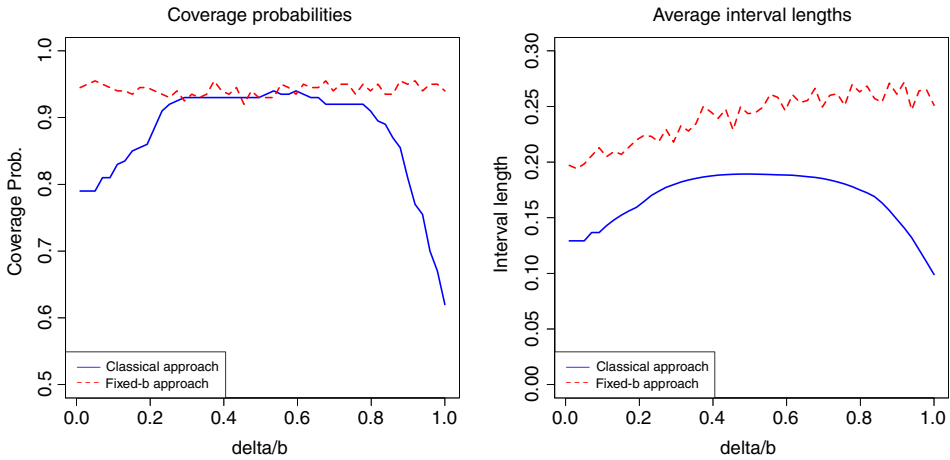 Coverage probabilities
Coverage Prob.
1.0
0.9
0.8
0.7
0.6
0.5
Classical approach
Fixed-b approach
0.0 0.2 0.4 0.6 0.8 1.0
delta/b
Average interval lengths
Interval length
0.30
0.25
0.20
0.15
0.10
0.05
0.00
Classical approach
Fixed-b approach
0.0 0.2 0.4 0.6 0.8 1.0
delta/b